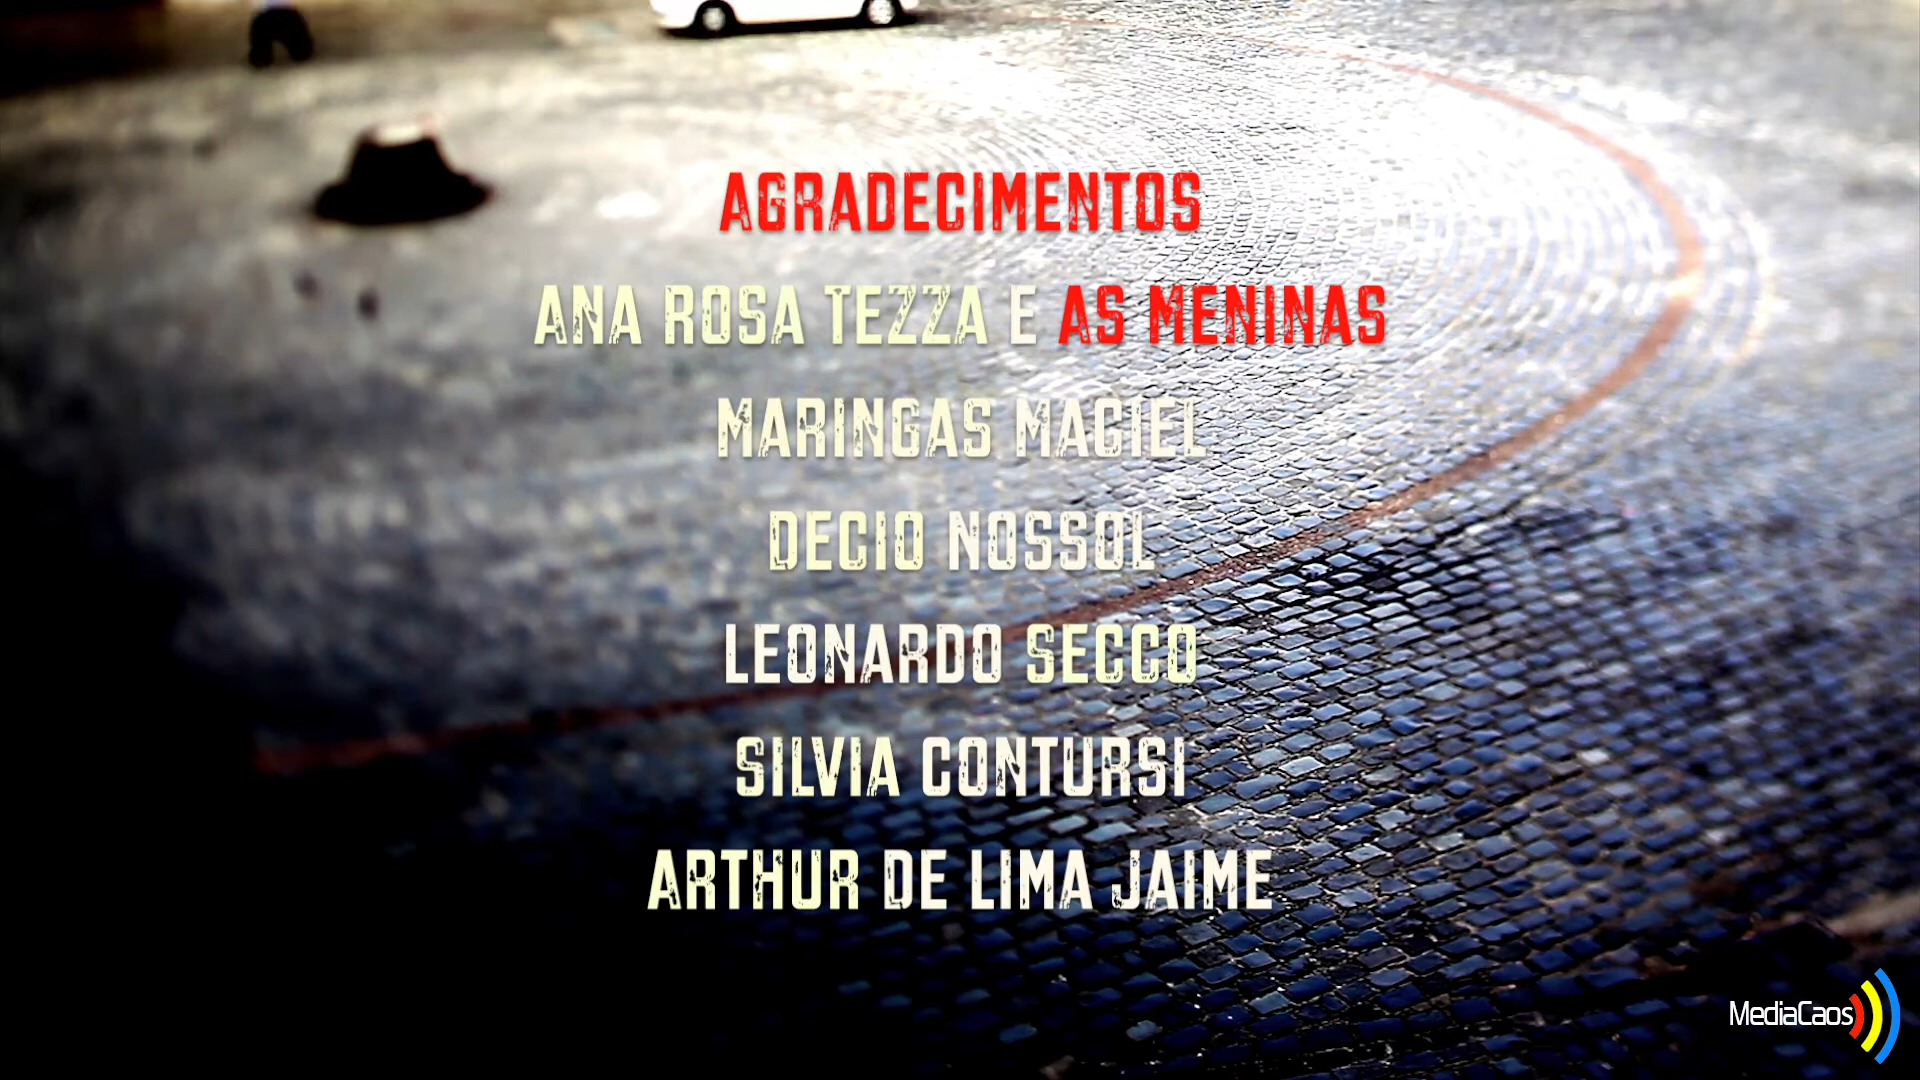 AGRADECIMENTOS
ANA ROSA TEZZA E AS MENINAS
MARINGAS MACIEL
DECIO NOSSOL
LEONARDO SECCO
SILVIA CONTURSI
ARTHUR DE LIMA JAIME
MediaCaos